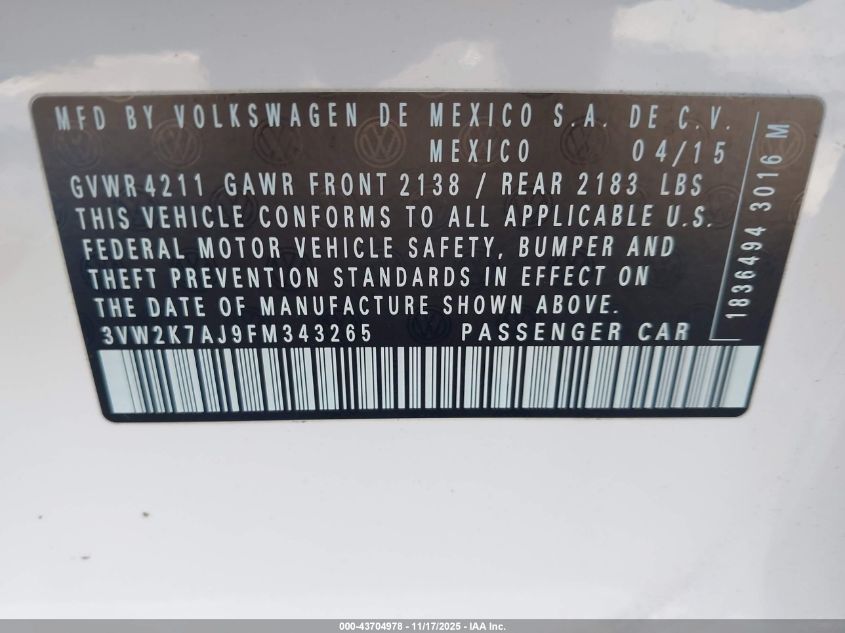 MFD BY VOLKSWAGEN DE MEXICO S.A. DE C.V.
MEXICO 04/15
GVWR4211 GAWR FRONT 2138 / REAR 2183 LBS
THIS VEHICLE CONFORMS TO ALL APPLICABLE U.S.
FEDERAL MOTOR VEHICLE SAFETY, BUMPER AND
THEFT PREVENTION STANDARDS IN EFFECT ON
THE DATE OF MANUFACTURE SHOWN ABOVE.
3VW2K7AJ9FM343265 PASSENGER CAR
1836494 3016 M
000-43704978 - 11/17/2025 - IAA Inc.